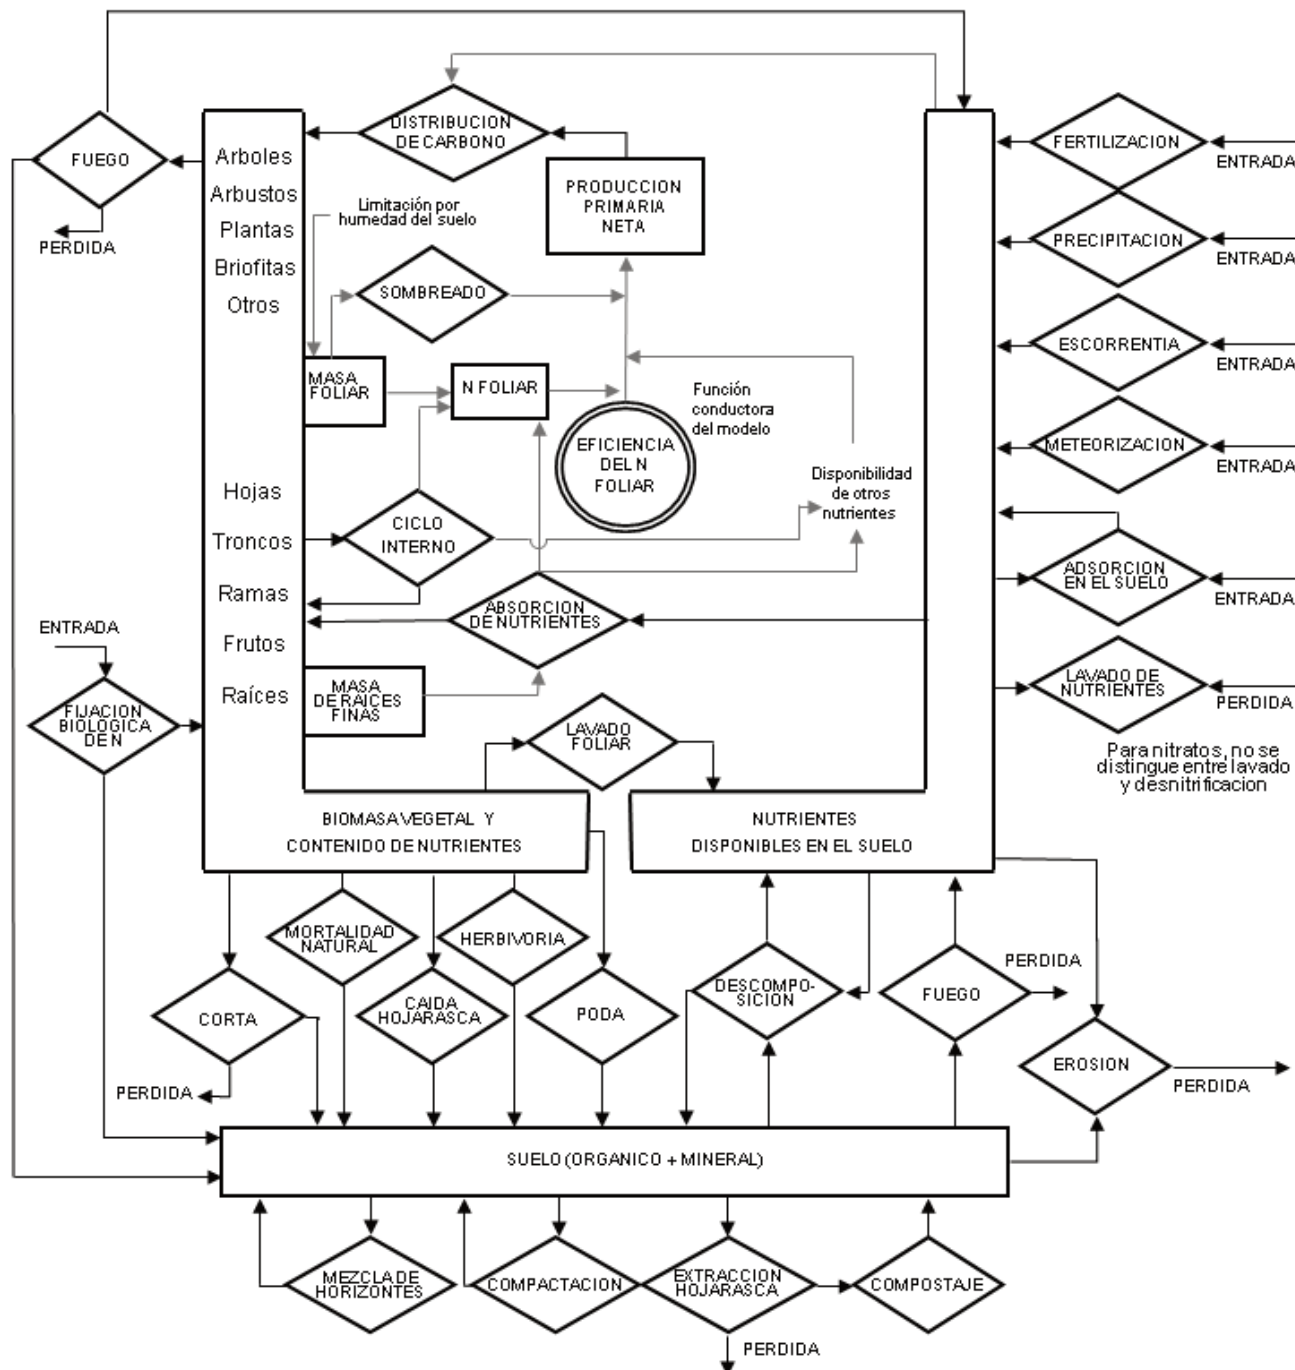 FUEGO
PERDIDA
Arboles
Arbustos
Plantas
Briofitas
Otros
Hojas
Troncos
Ramas
Frutos
Raíces
DISTRIBUCION
DE CARBONO
PRODUCCION
PRIMARIA
NETA
Limitación por
humedad del suelo
SOMBREADO
MASA
FOLIAR
N FOLIAR
EFICIENCIA
DEL N
FOLIAR
Función
conductora
del modelo
Disponibilidad
de otros
nutrientes
CICLO
INTERNO
ABSORCION
DE NUTRIENTES
MASA
DE RAICES
FINAS
LAVADO
FOLIAR
ENTRADA
FIJACION
BIOLOGICA
DE N
FERTILIZACION
ENTRADA
PRECIPITACION
ENTRADA
ESCORRENTIA
ENTRADA
METEORIZACION
ENTRADA
ADSORCION
EN EL SUELO
ENTRADA
LAVADO DE
NUTRIENTES
PERDIDA
Para nitratos, no se
distingue entre lavado
y desnitrificacion
BIOMASA VEGETAL Y
CONTENIDO DE NUTRIENTES
NUTRIENTES
DISPONIBLES EN EL SUELO
MORTALIDAD
NATURAL
HERBIVORIA
CORTA
PERDIDA
CAIDA
HOJARASCA
PODA
DESCOMPO-
SICION
FUEGO
PERDIDA
EROSION
PERDIDA
SUELO (ORGANICO + MINERAL)
MEZCLA DE
HORIZONTES
COMPACTACION
EXTRACCION
HOJARASCA
COMPOSTAJE
PERDIDA